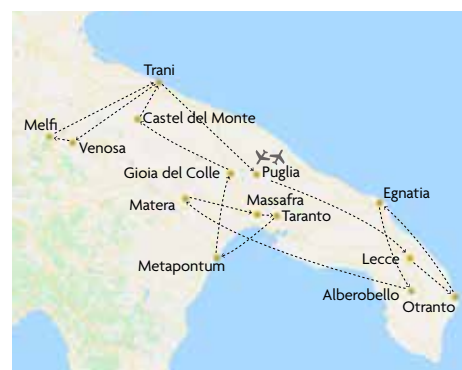 Trani
Castel del Monte
Melfi
Venosa
Gioia del Colle
Puglia
Egnatia
Matera
Massafra
Taranto
Metapontum
Lecce
Alberobello
Otranto